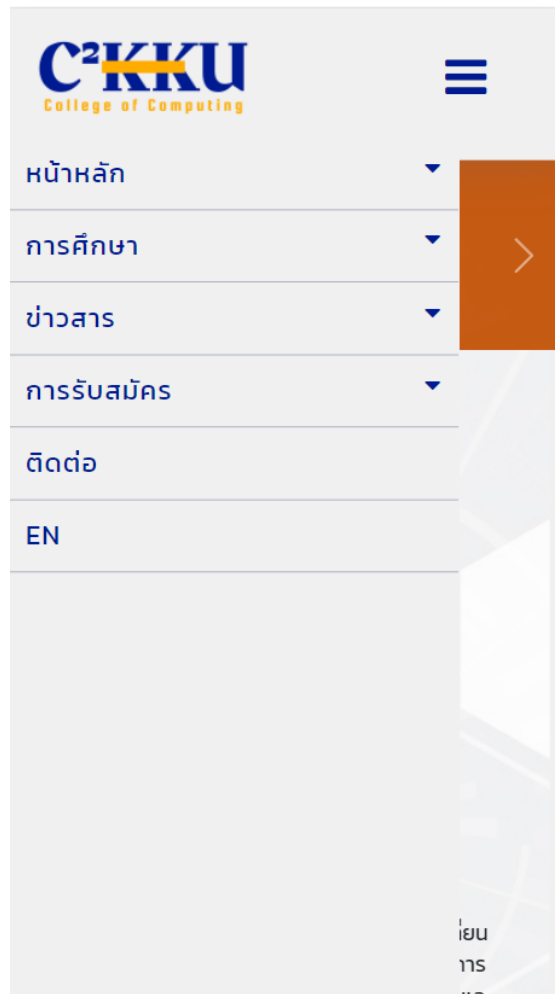 C²KKU
College of Computing
หน้าหลัก
การศึกษา
ข่าวสาร
การรับสมัคร
ติดต่อ
EN